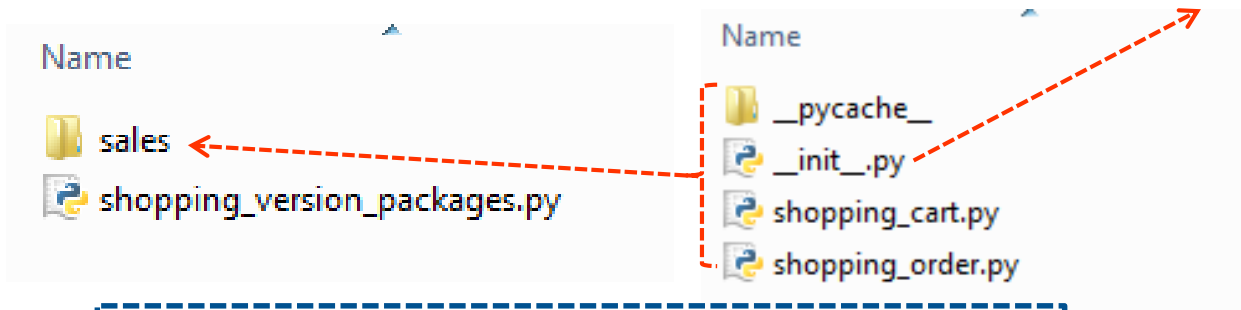 Name
sales
shopping_version_packages.py
Name
__pycache__
__init__.py
shopping_cart.py
shopping_order.py